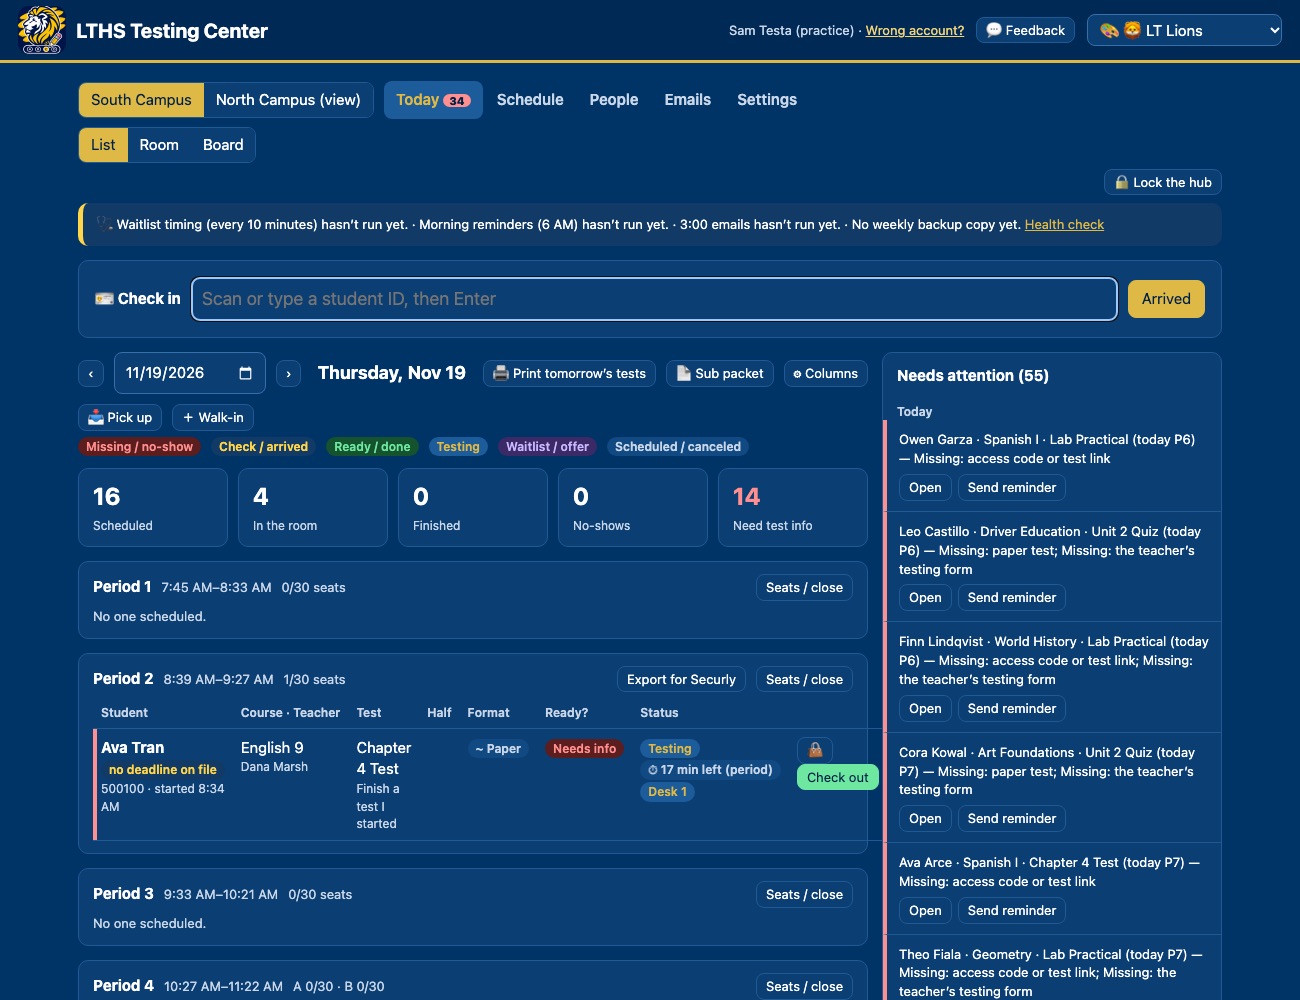 LTHS Testing Center
Sam Testa (practice) · Wrong account?
💬 Feedback
🎨 🦁 LT Lions
South Campus
North Campus (view)
Today 34
Schedule
People
Emails
Settings
List
Room
Board
🔒 Lock the hub
🩺 Waitlist timing (every 10 minutes) hasn’t run yet. · Morning reminders (6 AM) hasn’t run yet. · 3:00 emails hasn’t run yet. · No weekly backup copy yet. Health check
🪪 Check in
Scan or type a student ID, then Enter
Arrived
‹
11/19/2026
›
Thursday, Nov 19
🖨️ Print tomorrow’s tests
📄 Sub packet
⚙ Columns
📥 Pick up
+ Walk-in
Missing / no-show
Check / arrived
Ready / done
Testing
Waitlist / offer
Scheduled / canceled
16
Scheduled
4
In the room
0
Finished
0
No-shows
14
Need test info
Period 1 7:45 AM–8:33 AM 0/30 seats
Seats / close
No one scheduled.
Period 2 8:39 AM–9:27 AM 1/30 seats
Export for Securly
Seats / close
Student
Course · Teacher
Test
Half
Format
Ready?
Status
Ava Tran
no deadline on file
500100 · started 8:34
AM
English 9
Dana Marsh
Chapter
4 Test
Finish a
test I
started
~ Paper
Needs info
Testing
⏱ 17 min left (period)
Desk 1
🔒
Check out
Period 3 9:33 AM–10:21 AM 0/30 seats
Seats / close
No one scheduled.
Period 4 10:27 AM–11:22 AM A 0/30 · B 0/30
Seats / close
Needs attention (55)
Today
Owen Garza · Spanish I · Lab Practical (today P6)
— Missing: access code or test link
Open
Send reminder
Leo Castillo · Driver Education · Unit 2 Quiz (today
P6) — Missing: paper test; Missing: the teacher’s
testing form
Open
Send reminder
Finn Lindqvist · World History · Lab Practical (today
P6) — Missing: access code or test link; Missing:
the teacher’s testing form
Open
Send reminder
Cora Kowal · Art Foundations · Unit 2 Quiz (today
P7) — Missing: paper test; Missing: the teacher’s
testing form
Open
Send reminder
Ava Arce · Spanish I · Chapter 4 Test (today P7) —
Missing: access code or test link
Open
Send reminder
Theo Fiala · Geometry · Lab Practical (today P7) —
Missing: access code or test link; Missing: the
teacher’s testing form